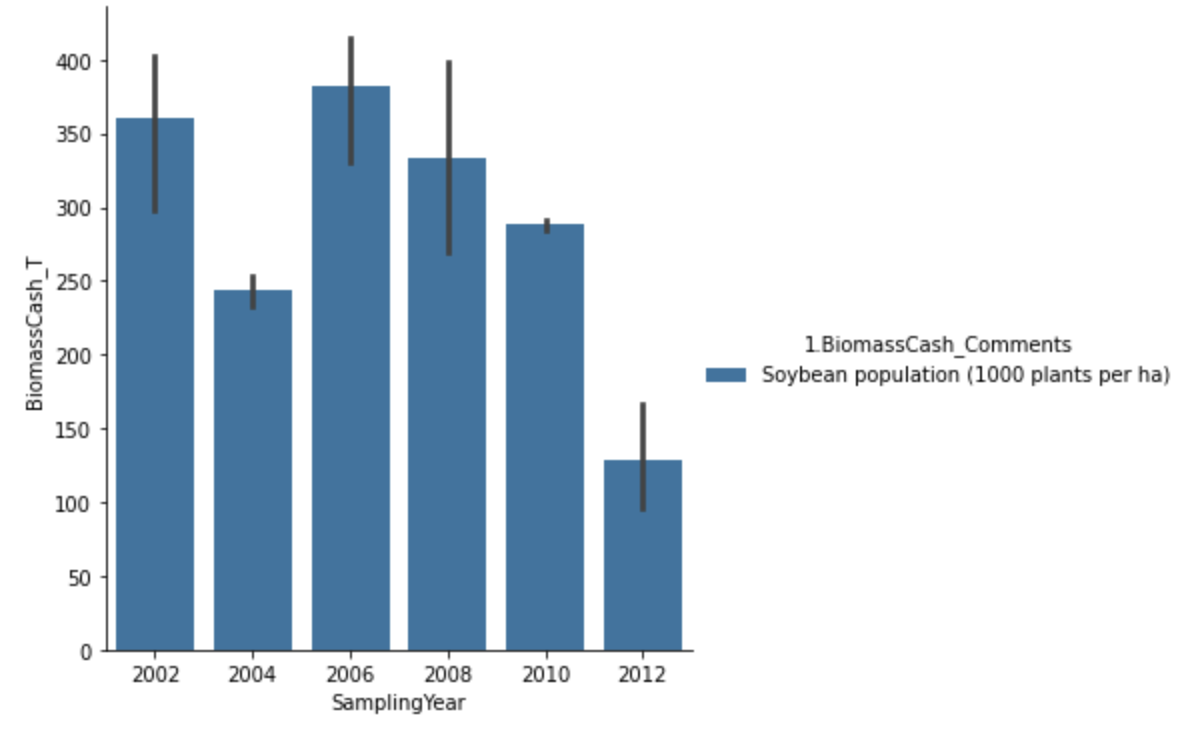 400
350
300
250
200
150
100
50
0
BiomassCash_T
2002 2004 2006 2008 2010 2012
SamplingYear
1.BiomassCash_Comments
Soybean population (1000 plants per ha)